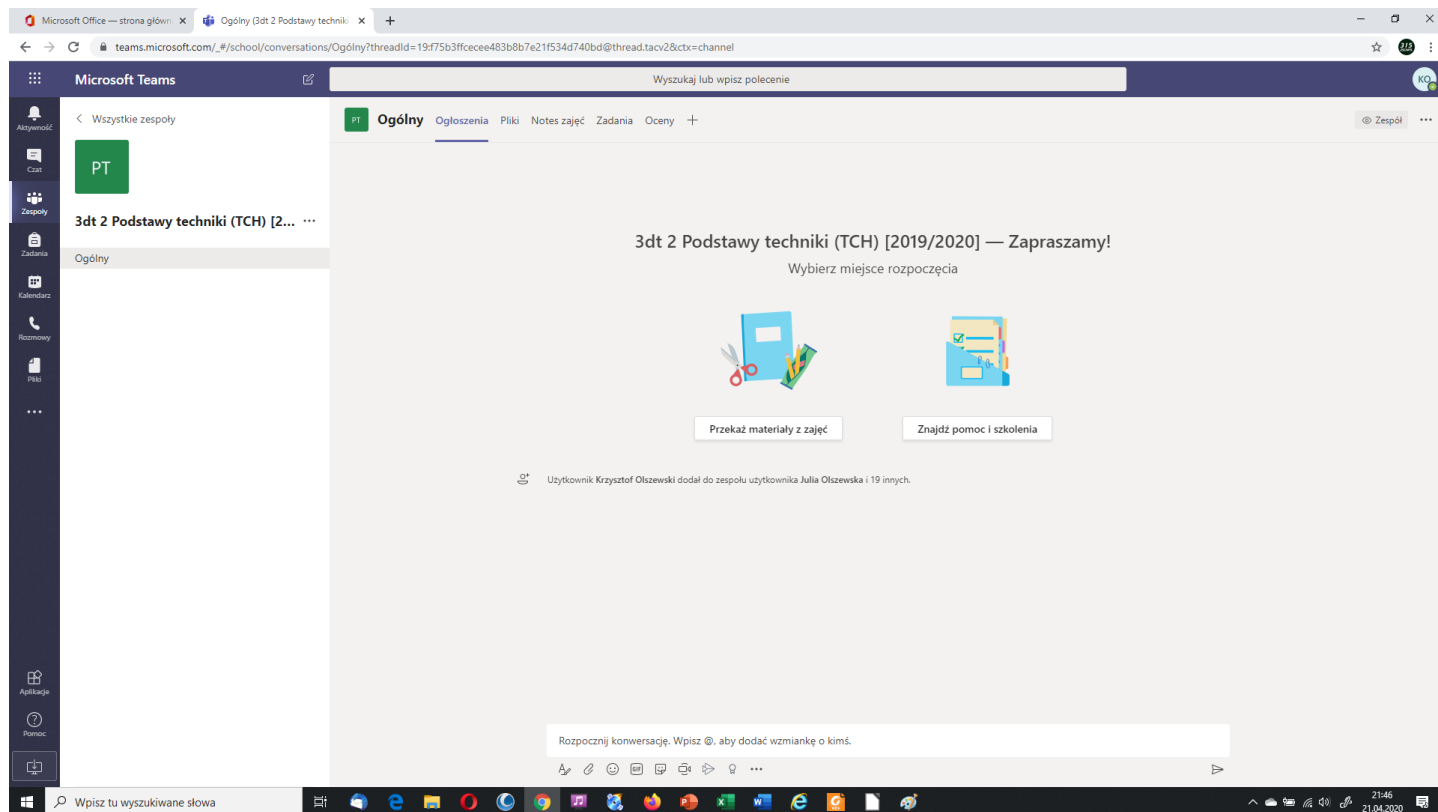 Microsoft Office — strona główn
Ogólny (3dt 2 Podstawy techniki
teams.microsoft.com/_#/school/conversations/Ogólny?threadId=19:f75b3ffcecee483b8b7e21f534d740bd@thread.tacv2&ctx=channel
315
Microsoft Teams
Wyszukaj lub wpisz polecenie
KO
Aktywność
Czat
Zespoły
Zadania
Kalendarz
Rozmowy
Pliki
Aplikacje
Pomoc
Wszystkie zespoły
PT
3dt 2 Podstawy techniki (TCH) [2... ...
Ogólny
PT Ogólny Ogłoszenia Pliki Notes zajęć Zadania Oceny +
Zespół ...
3dt 2 Podstawy techniki (TCH) [2019/2020] — Zapraszamy!
Wybierz miejsce rozpoczęcia
Przekaż materiały z zajęć
Znajdź pomoc i szkolenia
Użytkownik Krzysztof Olszewski dodał do zespołu użytkownika Julia Olszewska i 19 innych.
Rozpocznij konwersację. Wpisz @, aby dodać wzmiankę o kimś.
GIF
Wpisz tu wyszukiwane słowa
21:46
21.04.2020